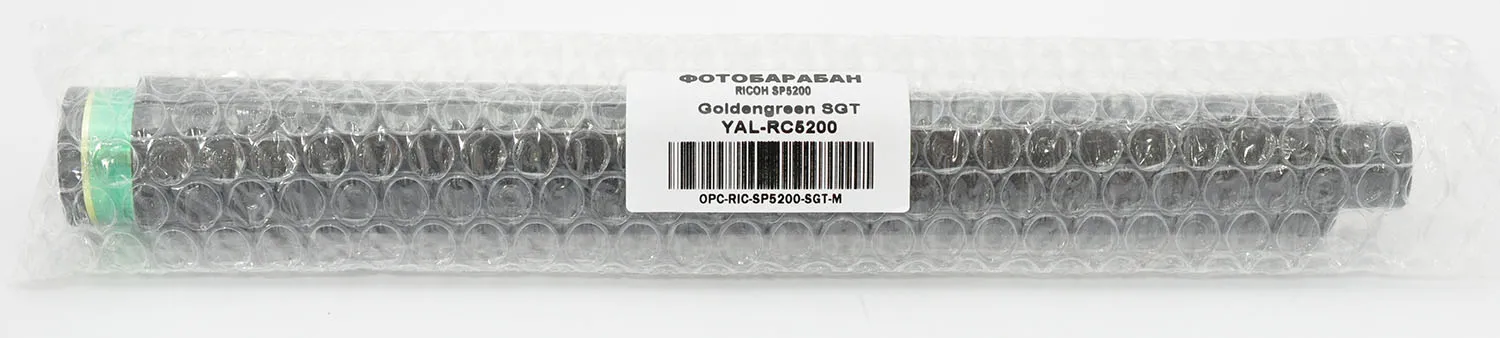 ФОТОБАРАБАН
RICOH SP5200
Goldengreen SGT
YAL-RC5200
OPC-RIC-SP5200-SGT-M